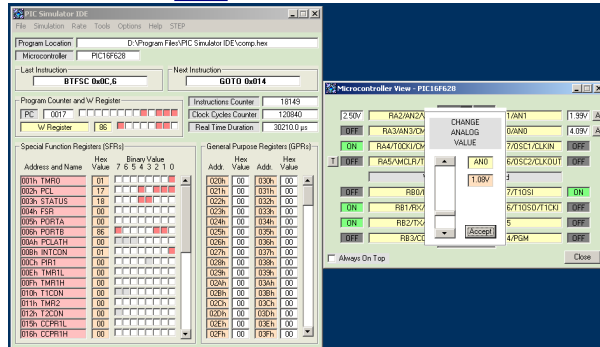 PIC Simulator IDE
File Simulation Rate Tools Options Help STEP
Program Location D:\Program Files\PIC Simulator IDE\comp.hex
Microcontroller PIC16F628
Last Instruction
BTFSC 0x0C,6
Next Instruction
GOTO 0x014
Program Counter and W Register
PC 0017
W Register 86
Instructions Counter 18149
Clock Cycles Counter 120840
Real Time Duration 30210.0 µs
Special Function Registers (SFRs)
Address and Name Hex Value Binary Value 7 6 5 4 3 2 1 0
001h TMR0 01
002h PCL 17
003h STATUS 18
004h FSR 00
005h PORTA 00
006h PORTB 86
00Ah PCLATH 00
00Bh INTCON 01
00Ch PIR1 00
00Eh TMR1L 00
00Fh TMR1H 00
010h T1CON 00
011h TMR2 00
012h T2CON 00
015h CCPR1L 00
016h CCPR1H 00
General Purpose Registers (GPRs)
Addr. Hex Value Addr. Hex Value
020h 00 030h 00
021h 00 031h 00
022h 00 032h 00
023h 00 033h 00
024h 00 034h 00
025h 00 035h 00
026h 00 036h 00
027h 00 037h 00
028h 00 038h 00
029h 00 039h 00
02Ah 00 03Ah 00
02Bh 00 03Bh 00
02Ch 00 03Ch 00
02Dh 00 03Dh 00
02Eh 00 03Eh 00
02Fh 00 03Fh 00
Microcontroller View - PIC16F628
2.50V RA2/AN2/ 1/AN1 1.99V A
OFF RA3/AN3/CM 0/AN0 4.09V A
ON RA4/T0CKI/CM 7/OSC1/CLKIN OFF
T OFF RA5/MCLR/T 6/OSC2/CLKOUT OFF
OFF RB0/I 7/T1OSI ON
ON RB1/RX/ 6/T1OSO/T1CKI OFF
ON RB2/TX/ 5 OFF
OFF RB3/CC 4/PGM OFF
CHANGE
ANALOG
VALUE
AN0
1.08V
Accept
Always On Top
Close